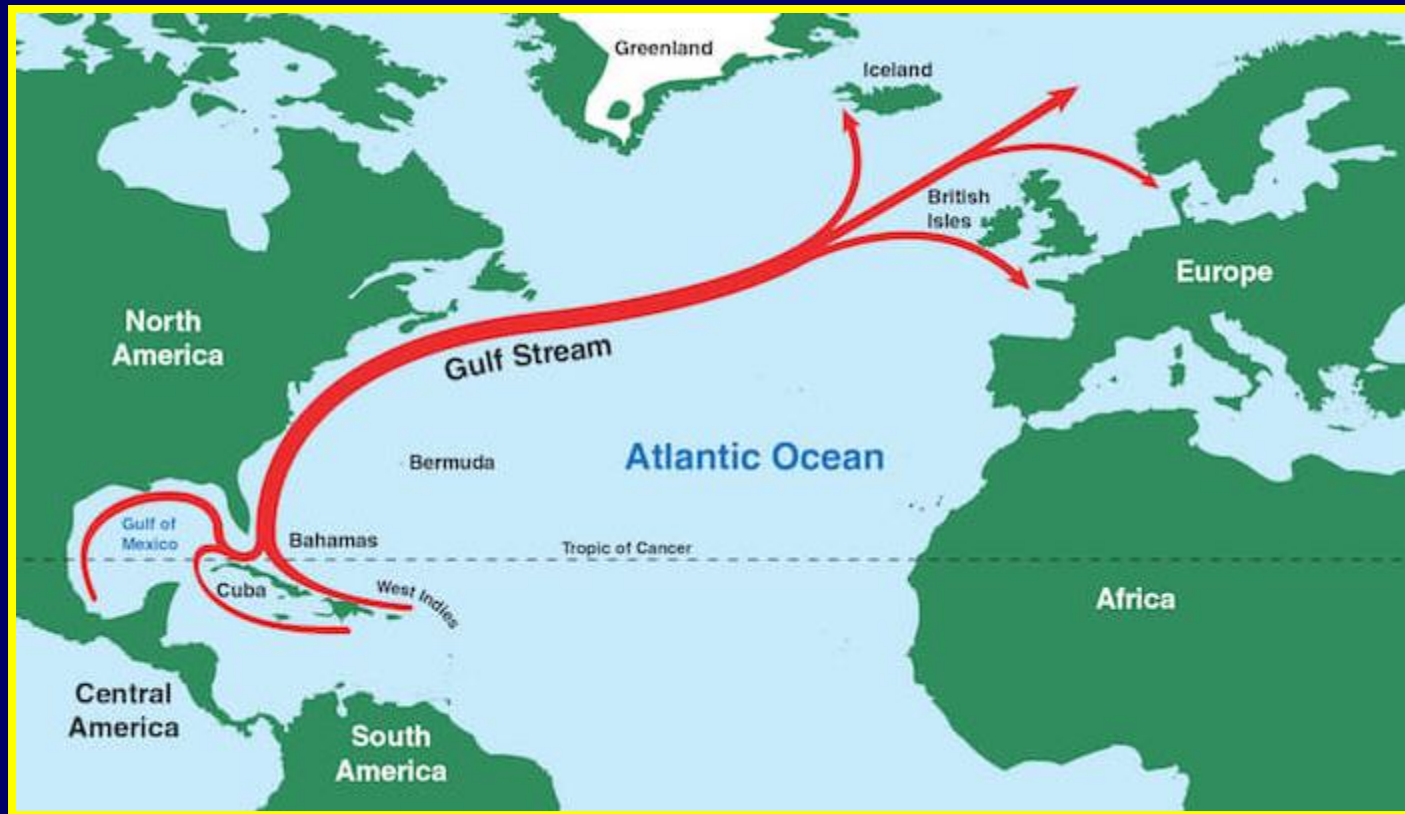 Greenland
Iceland
British
Isles
Europe
North
America
Gulf Stream
Bermuda
Atlantic Ocean
Gulf of
Mexico
Bahamas
Tropic of Cancer
Cuba
West Indies
Africa
Central
America
South
America